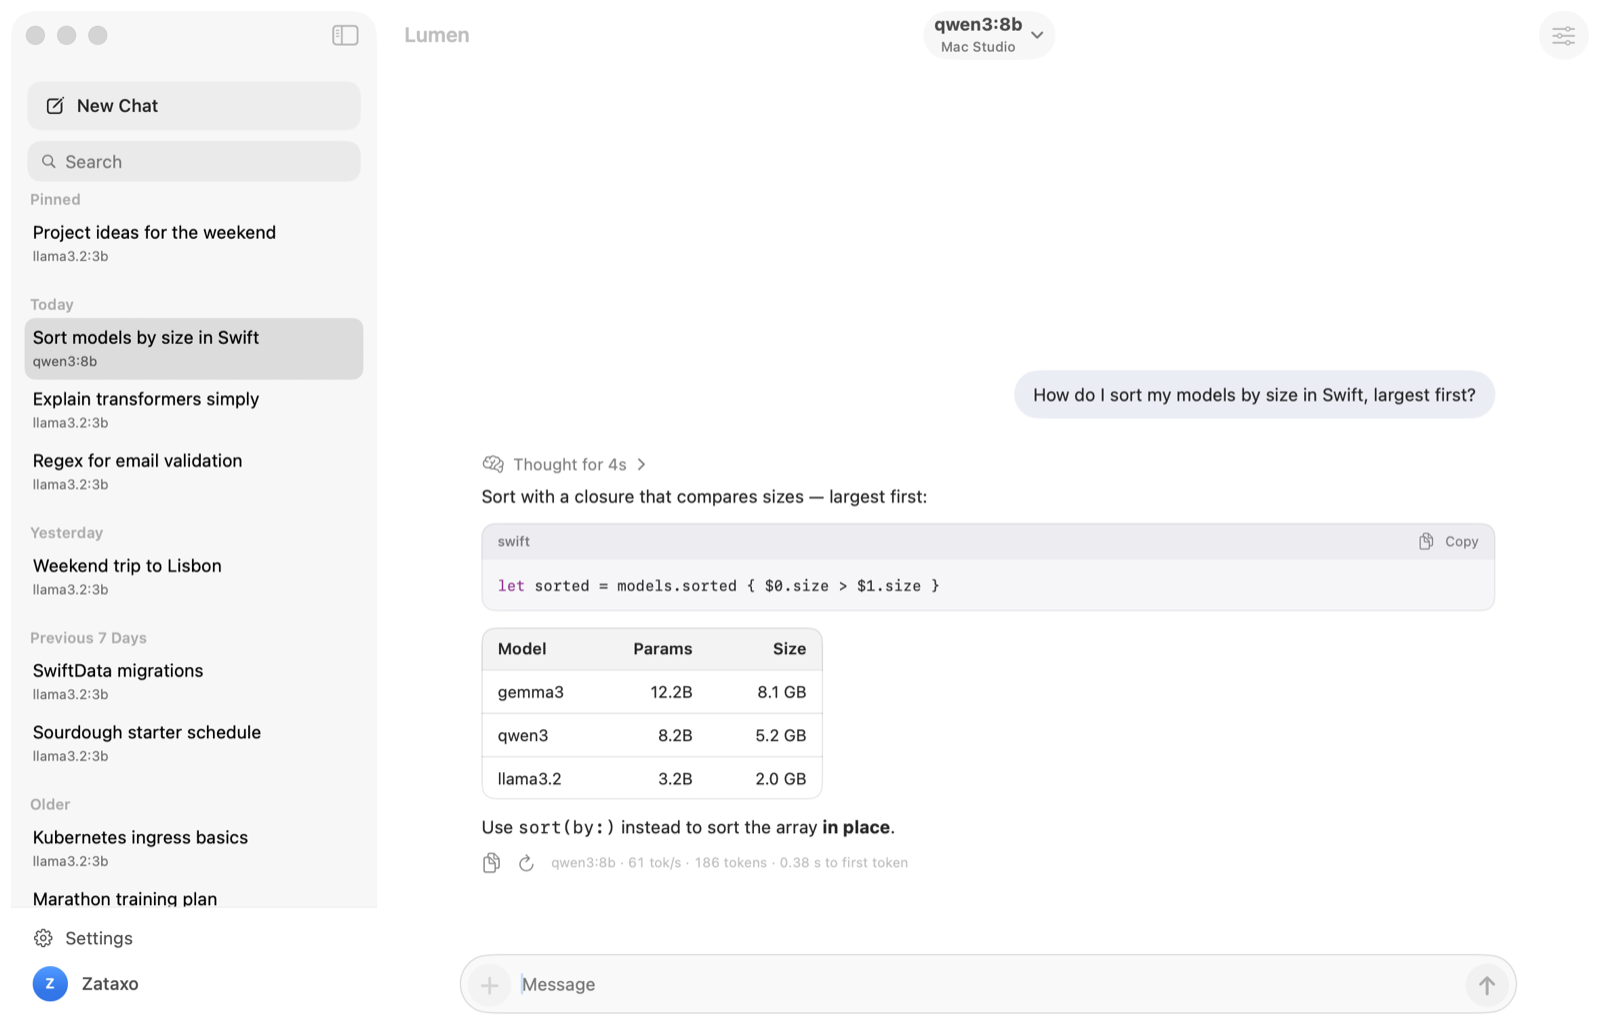 Lumen
qwen3:8b
Mac Studio
New Chat
Search
Pinned
Project ideas for the weekend
llama3.2:3b
Today
Sort models by size in Swift
qwen3:8b
Explain transformers simply
llama3.2:3b
Regex for email validation
llama3.2:3b
Yesterday
Weekend trip to Lisbon
llama3.2:3b
Previous 7 Days
SwiftData migrations
llama3.2:3b
Sourdough starter schedule
llama3.2:3b
Older
Kubernetes ingress basics
llama3.2:3b
Marathon training plan
Settings
Z
Zataxo
How do I sort my models by size in Swift, largest first?
Thought for 4s
Sort with a closure that compares sizes — largest first:
swift Copy
let sorted = models.sorted { $0.size > $1.size }
Model Params Size
gemma3 12.2B 8.1 GB
qwen3 8.2B 5.2 GB
llama3.2 3.2B 2.0 GB
Use sort(by:) instead to sort the array in place.
qwen3:8b · 61 tok/s · 186 tokens · 0.38 s to first token
Message